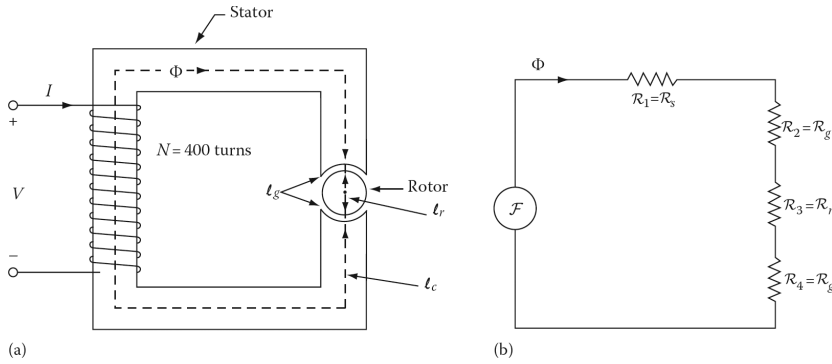 Stator
Φ
I
+
N = 400 turns
V
–
ℓg
Rotor
ℓr
ℓc
(a)
Φ
ℛ1=ℛs
ℛ2=ℛg
ℱ
ℛ3=ℛr
ℛ4=ℛg
(b)